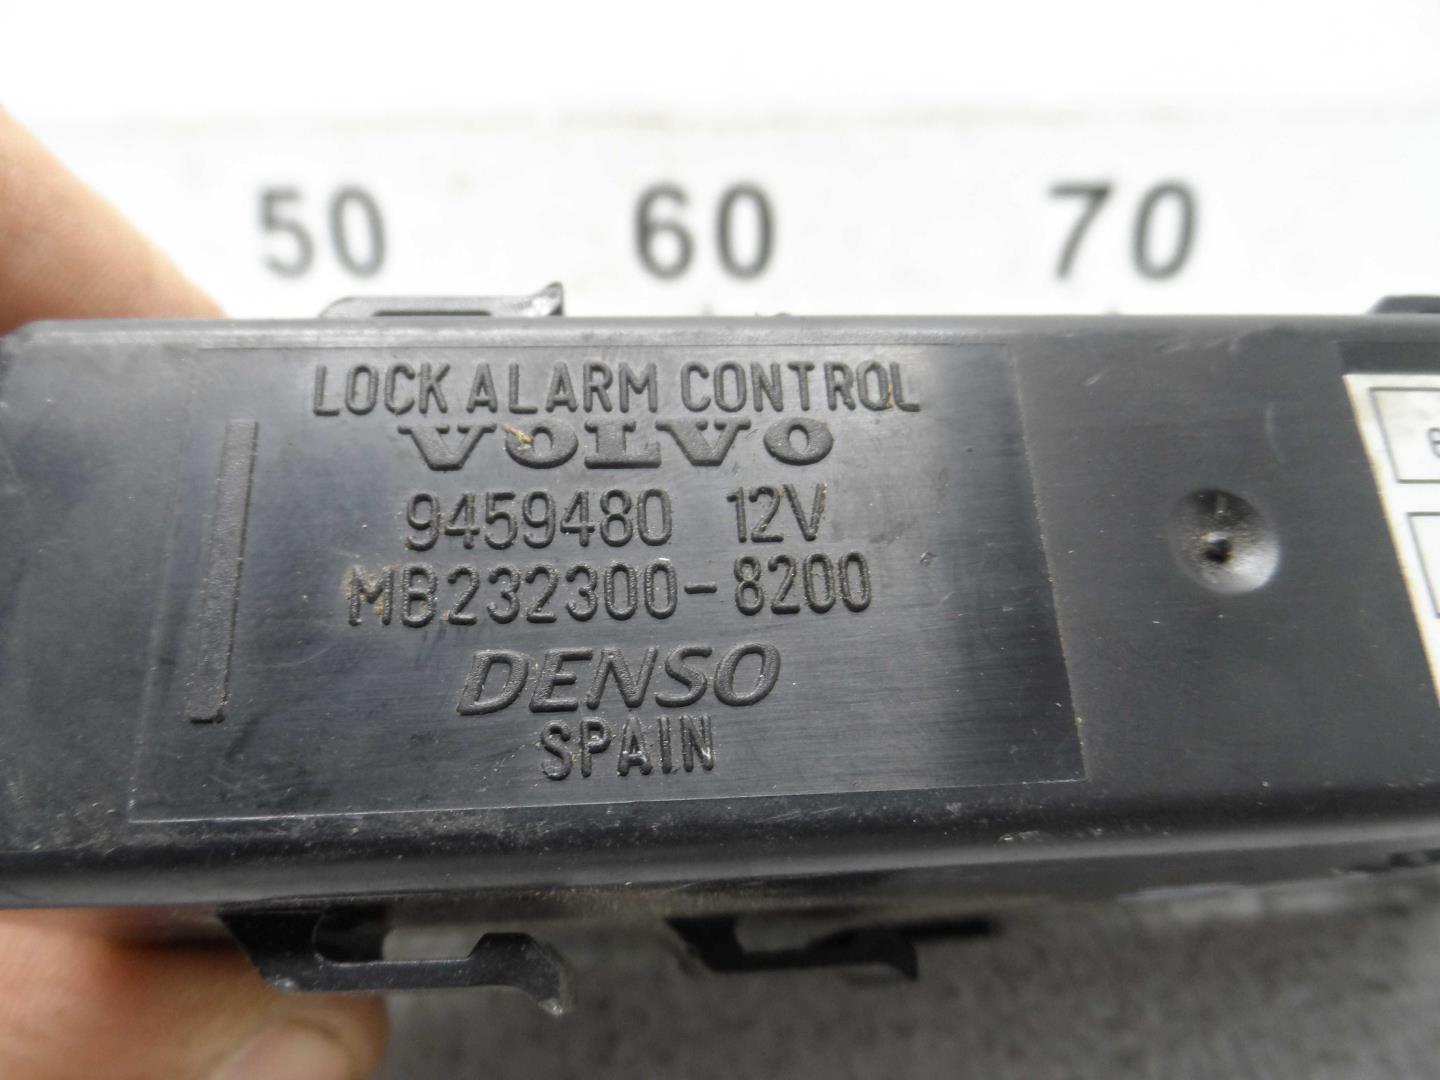 50 60 70
LOCK ALARM CONTROL
VOLVO
9459480 12V
MB232300-8200
DENSO
SPAIN